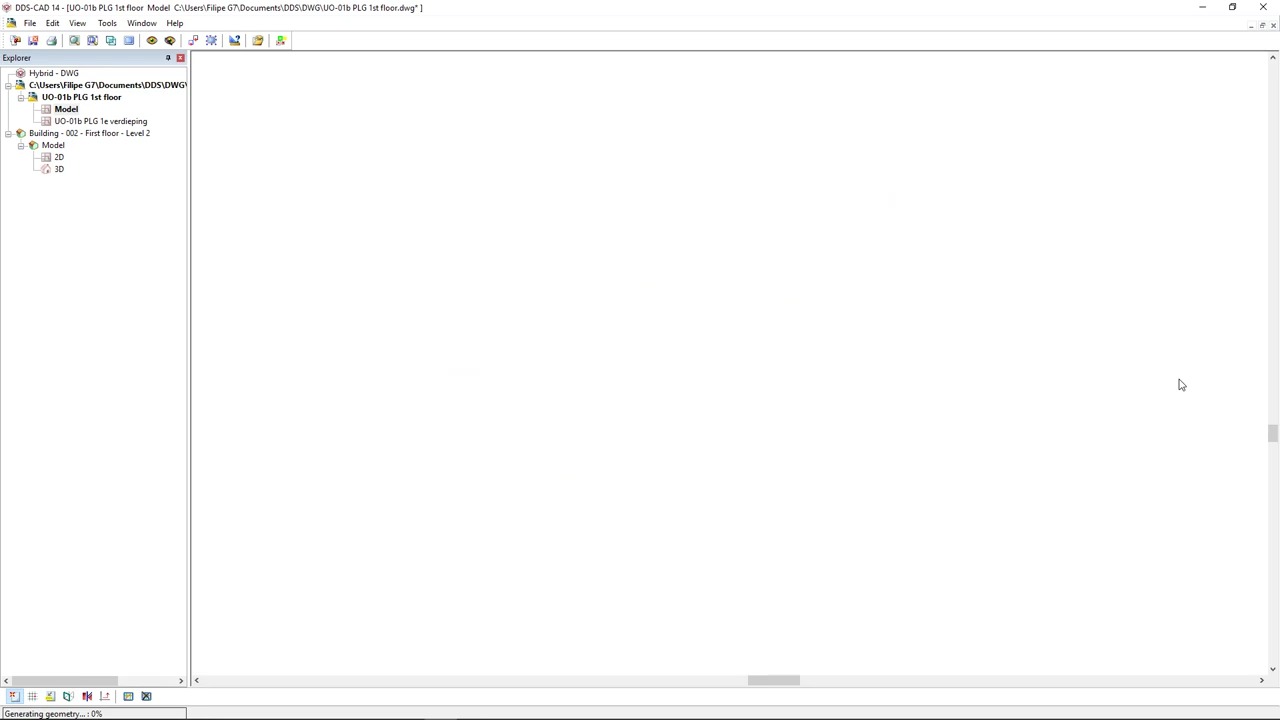 DDS-CAD 14 - [UO-01b PLG 1st floor  Model  C:\Users\Filipe G7\Documents\DDS\DWG\UO-01b PLG 1st floor.dwg* ]
File Edit View Tools Window Help
Explorer
Hybrid - DWG
C:\Users\Filipe G7\Documents\DDS\DWG\
UO-01b PLG 1st floor
Model
UO-01b PLG 1e verdieping
Building - 002 - First floor - Level 2
Model
2D
3D
Generating geometry... : 0%